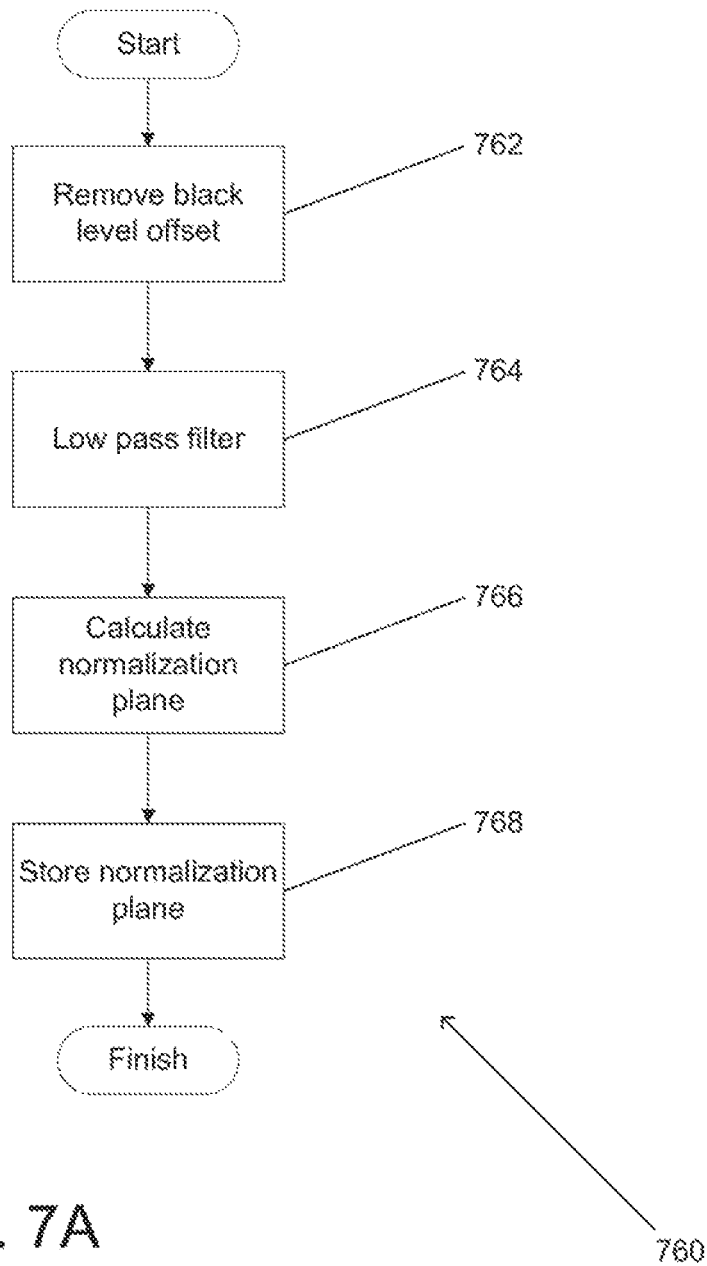 Start
Remove black
level offset
762
Low pass filter
764
Calculate
normalization
plane
766
Store normalization
plane
768
Finish
. 7A
760